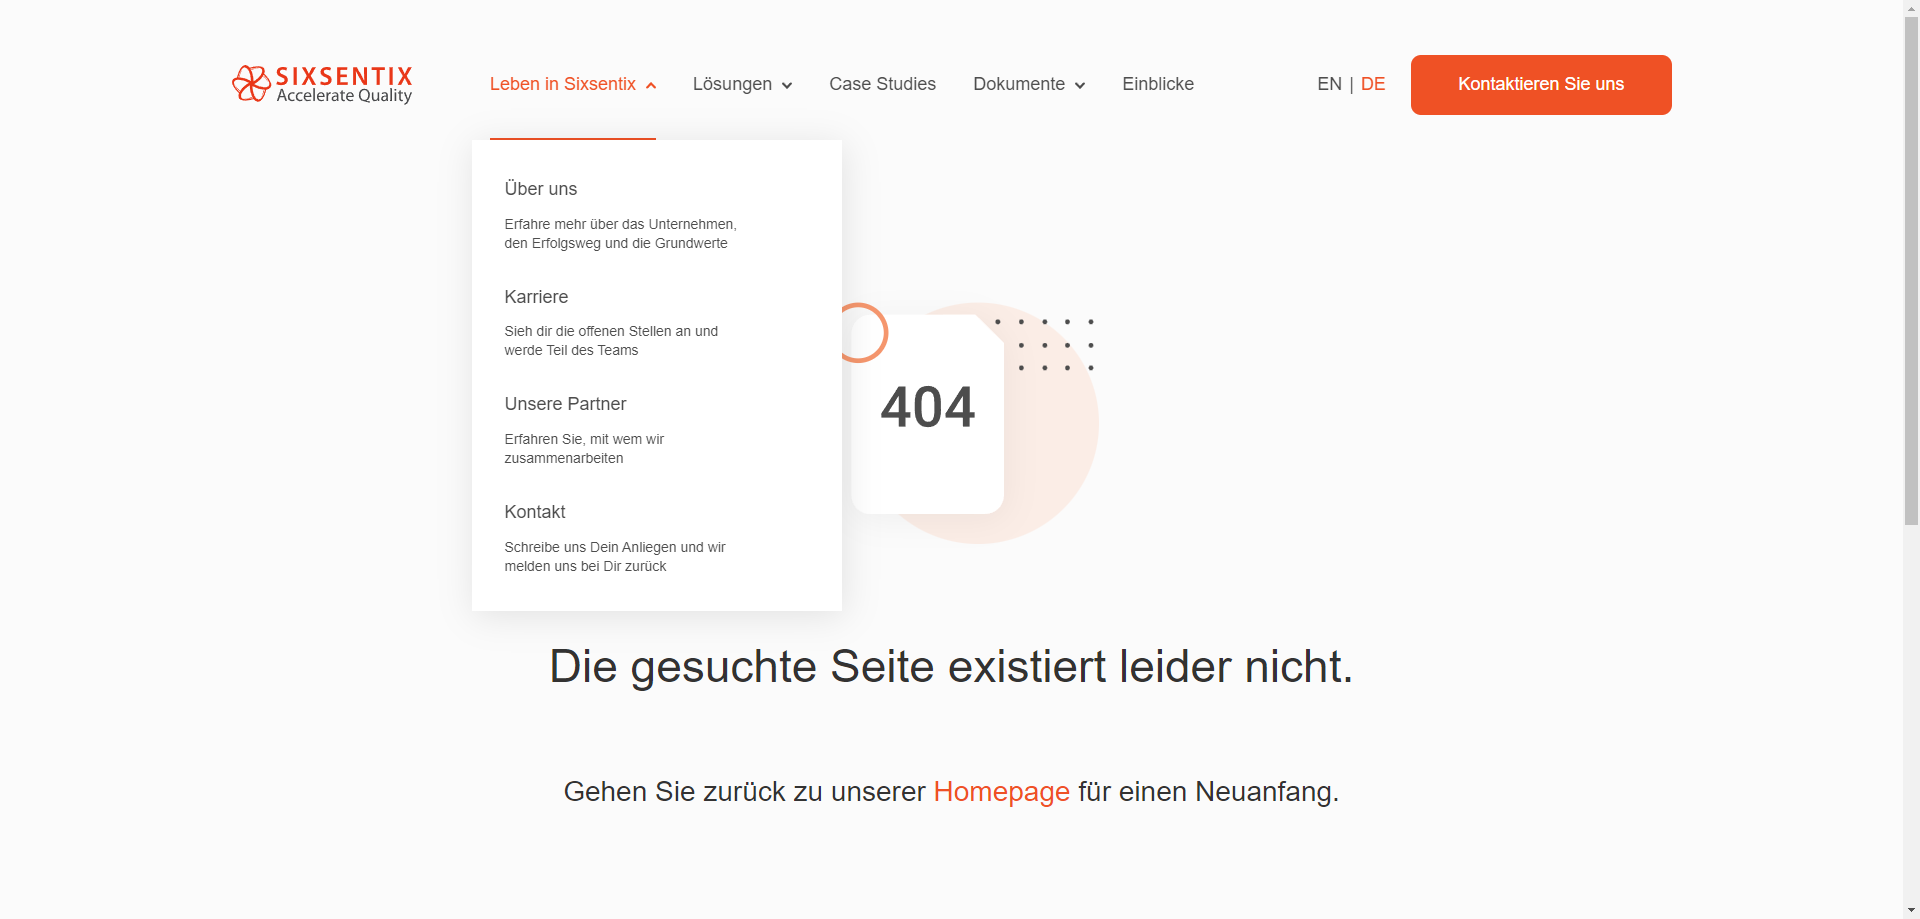 SIXSENTIX
Accelerate Quality
Leben in Sixsentix
Lösungen
Case Studies
Dokumente
Einblicke
EN | DE
Kontaktieren Sie uns
Über uns
Erfahre mehr über das Unternehmen,
den Erfolgsweg und die Grundwerte
Karriere
Sieh dir die offenen Stellen an und
werde Teil des Teams
Unsere Partner
Erfahren Sie, mit wem wir
zusammenarbeiten
Kontakt
Schreibe uns Dein Anliegen und wir
melden uns bei Dir zurück
404
Die gesuchte Seite existiert leider nicht.
Gehen Sie zurück zu unserer Homepage für einen Neuanfang.